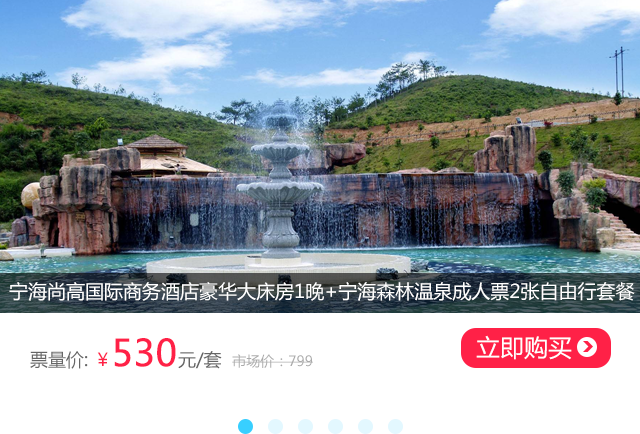 宁海尚高国际商务酒店豪华大床房1晚+宁海森林温泉成人票2张自由行套餐
票量价: ¥530元/套 市场价：799
立即购买